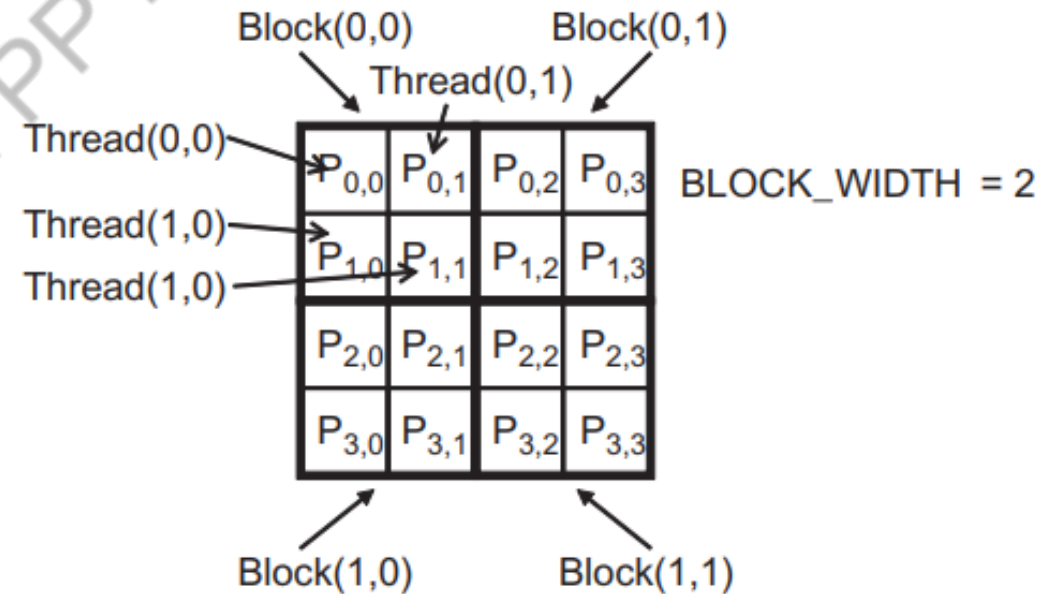 PP
Block(0,0) Block(0,1)
Thread(0,1)
Thread(0,0)
P0,0 P0,1 P0,2 P0,3
BLOCK_WIDTH = 2
Thread(1,0)
P1,0 P1,1 P1,2 P1,3
Thread(1,0)
P2,0 P2,1 P2,2 P2,3
P3,0 P3,1 P3,2 P3,3
Block(1,0) Block(1,1)